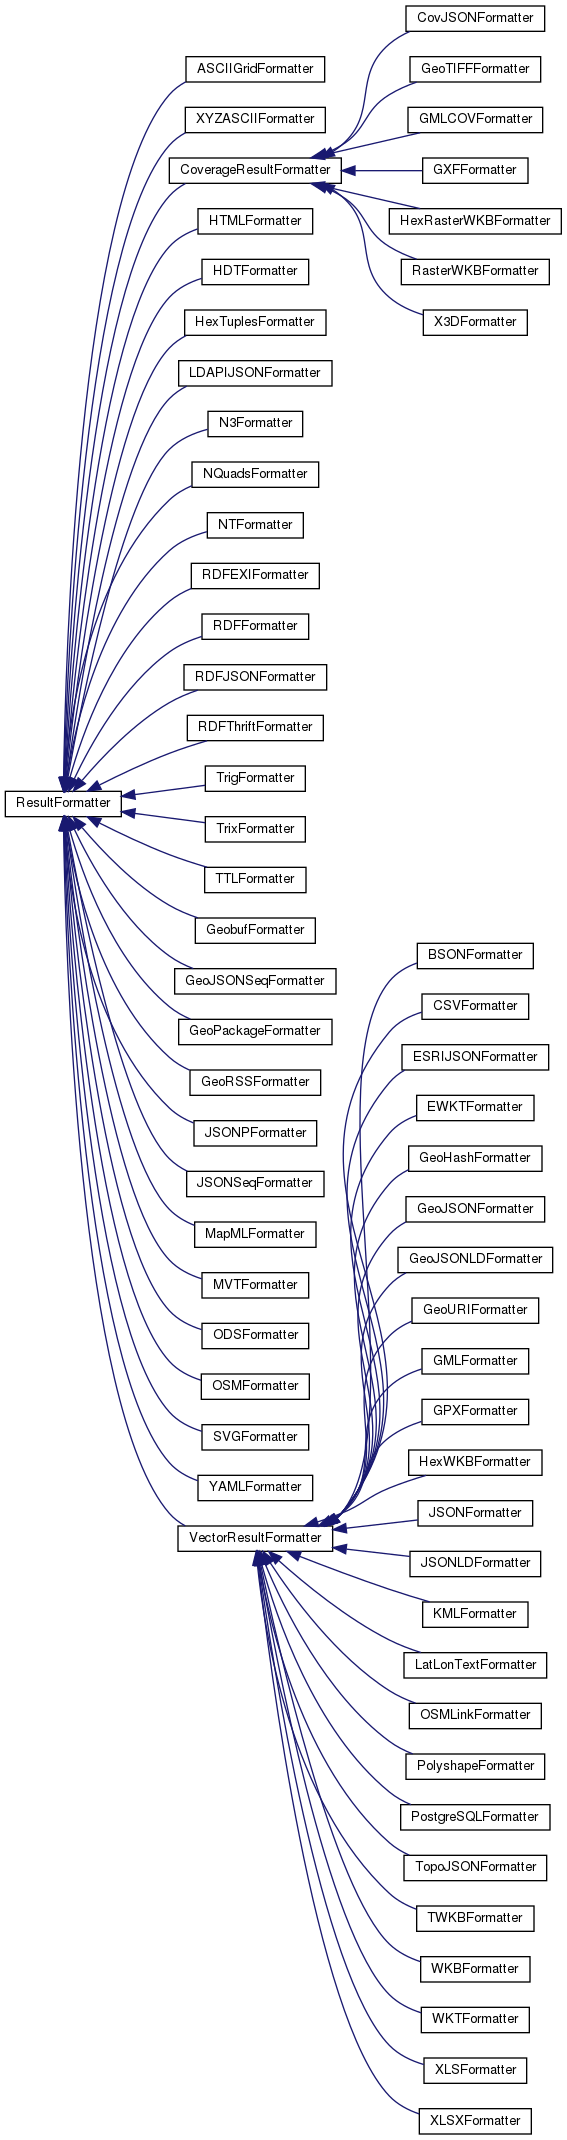 CovJSONFormatter
ASCIIGridFormatter
GeoTIFFFormatter
XYZASCIIFormatter
GMLCOVFormatter
CoverageResultFormatter
GXFFormatter
HTMLFormatter
HexRasterWKBFormatter
HDTFormatter
RasterWKBFormatter
HexTuplesFormatter
X3DFormatter
LDAPIJSONFormatter
N3Formatter
NQuadsFormatter
NTFormatter
RDFEXIFormatter
RDFFormatter
RDFJSONFormatter
RDFThriftFormatter
TrigFormatter
ResultFormatter
TrixFormatter
TTLFormatter
GeobufFormatter
BSONFormatter
GeoJSONSeqFormatter
CSVFormatter
GeoPackageFormatter
ESRIJSONFormatter
GeoRSSFormatter
EWKTFormatter
JSONPFormatter
GeoHashFormatter
JSONSeqFormatter
GeoJSONFormatter
MapMLFormatter
GeoJSONLDFormatter
MVTFormatter
GeoURIFormatter
ODSFormatter
GMLFormatter
OSMFormatter
GPXFormatter
SVGFormatter
HexWKBFormatter
YAMLFormatter
JSONFormatter
VectorResultFormatter
JSONLDFormatter
KMLFormatter
LatLonTextFormatter
OSMLinkFormatter
PolyshapeFormatter
PostgreSQLFormatter
TopoJSONFormatter
TWKBFormatter
WKBFormatter
WKTFormatter
XLSFormatter
XLSXFormatter